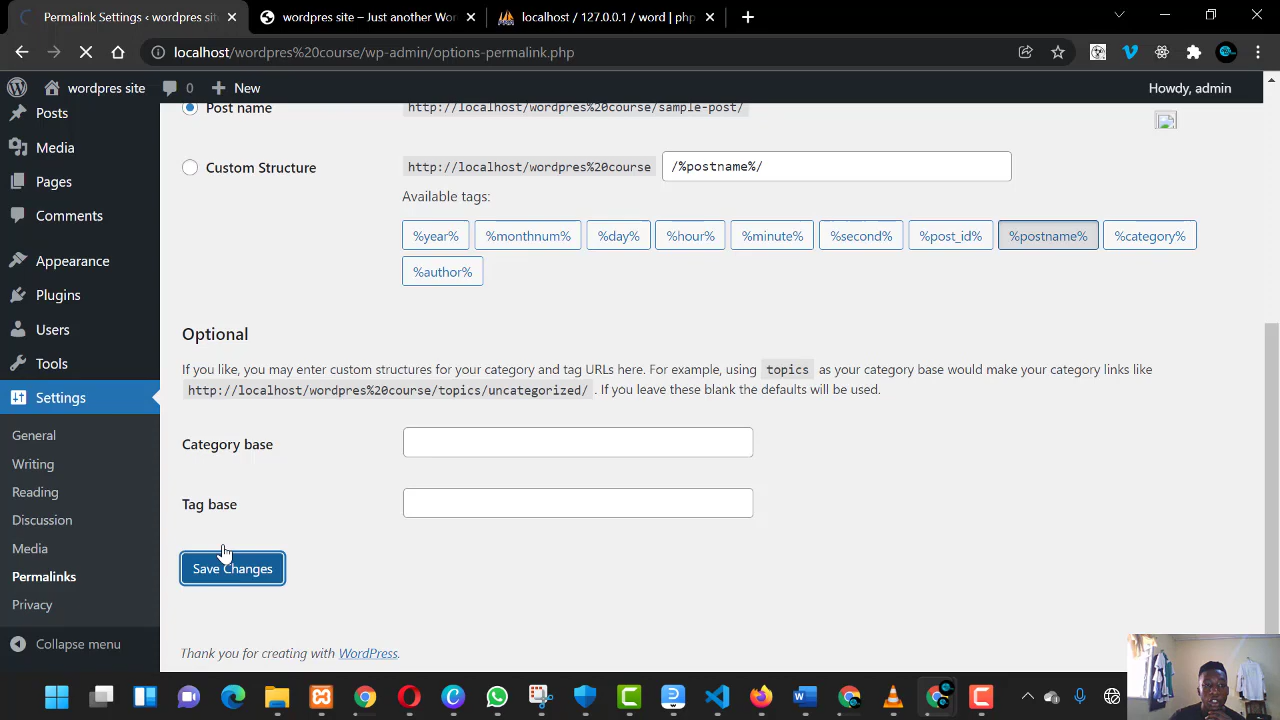 Permalink Settings ‹ wordpres sit
wordpres site – Just another Wor
localhost / 127.0.0.1 / word | php
localhost/wordpres%20course/wp-admin/options-permalink.php
wordpres site
0
New
Howdy, admin
Posts
Media
Pages
Comments
Appearance
Plugins
Users
Tools
Settings
General
Writing
Reading
Discussion
Media
Permalinks
Privacy
Collapse menu
Post name
http://localhost/wordpres%20course/sample-post/
Custom Structure
http://localhost/wordpres%20course
/%postname%/
Available tags:
%year% %monthnum% %day% %hour% %minute% %second% %post_id% %postname% %category%
%author%
Optional
If you like, you may enter custom structures for your category and tag URLs here. For example, using topics as your category base would make your category links like
http://localhost/wordpres%20course/topics/uncategorized/ . If you leave these blank the defaults will be used.
Category base
Tag base
Save Changes
Thank you for creating with WordPress.